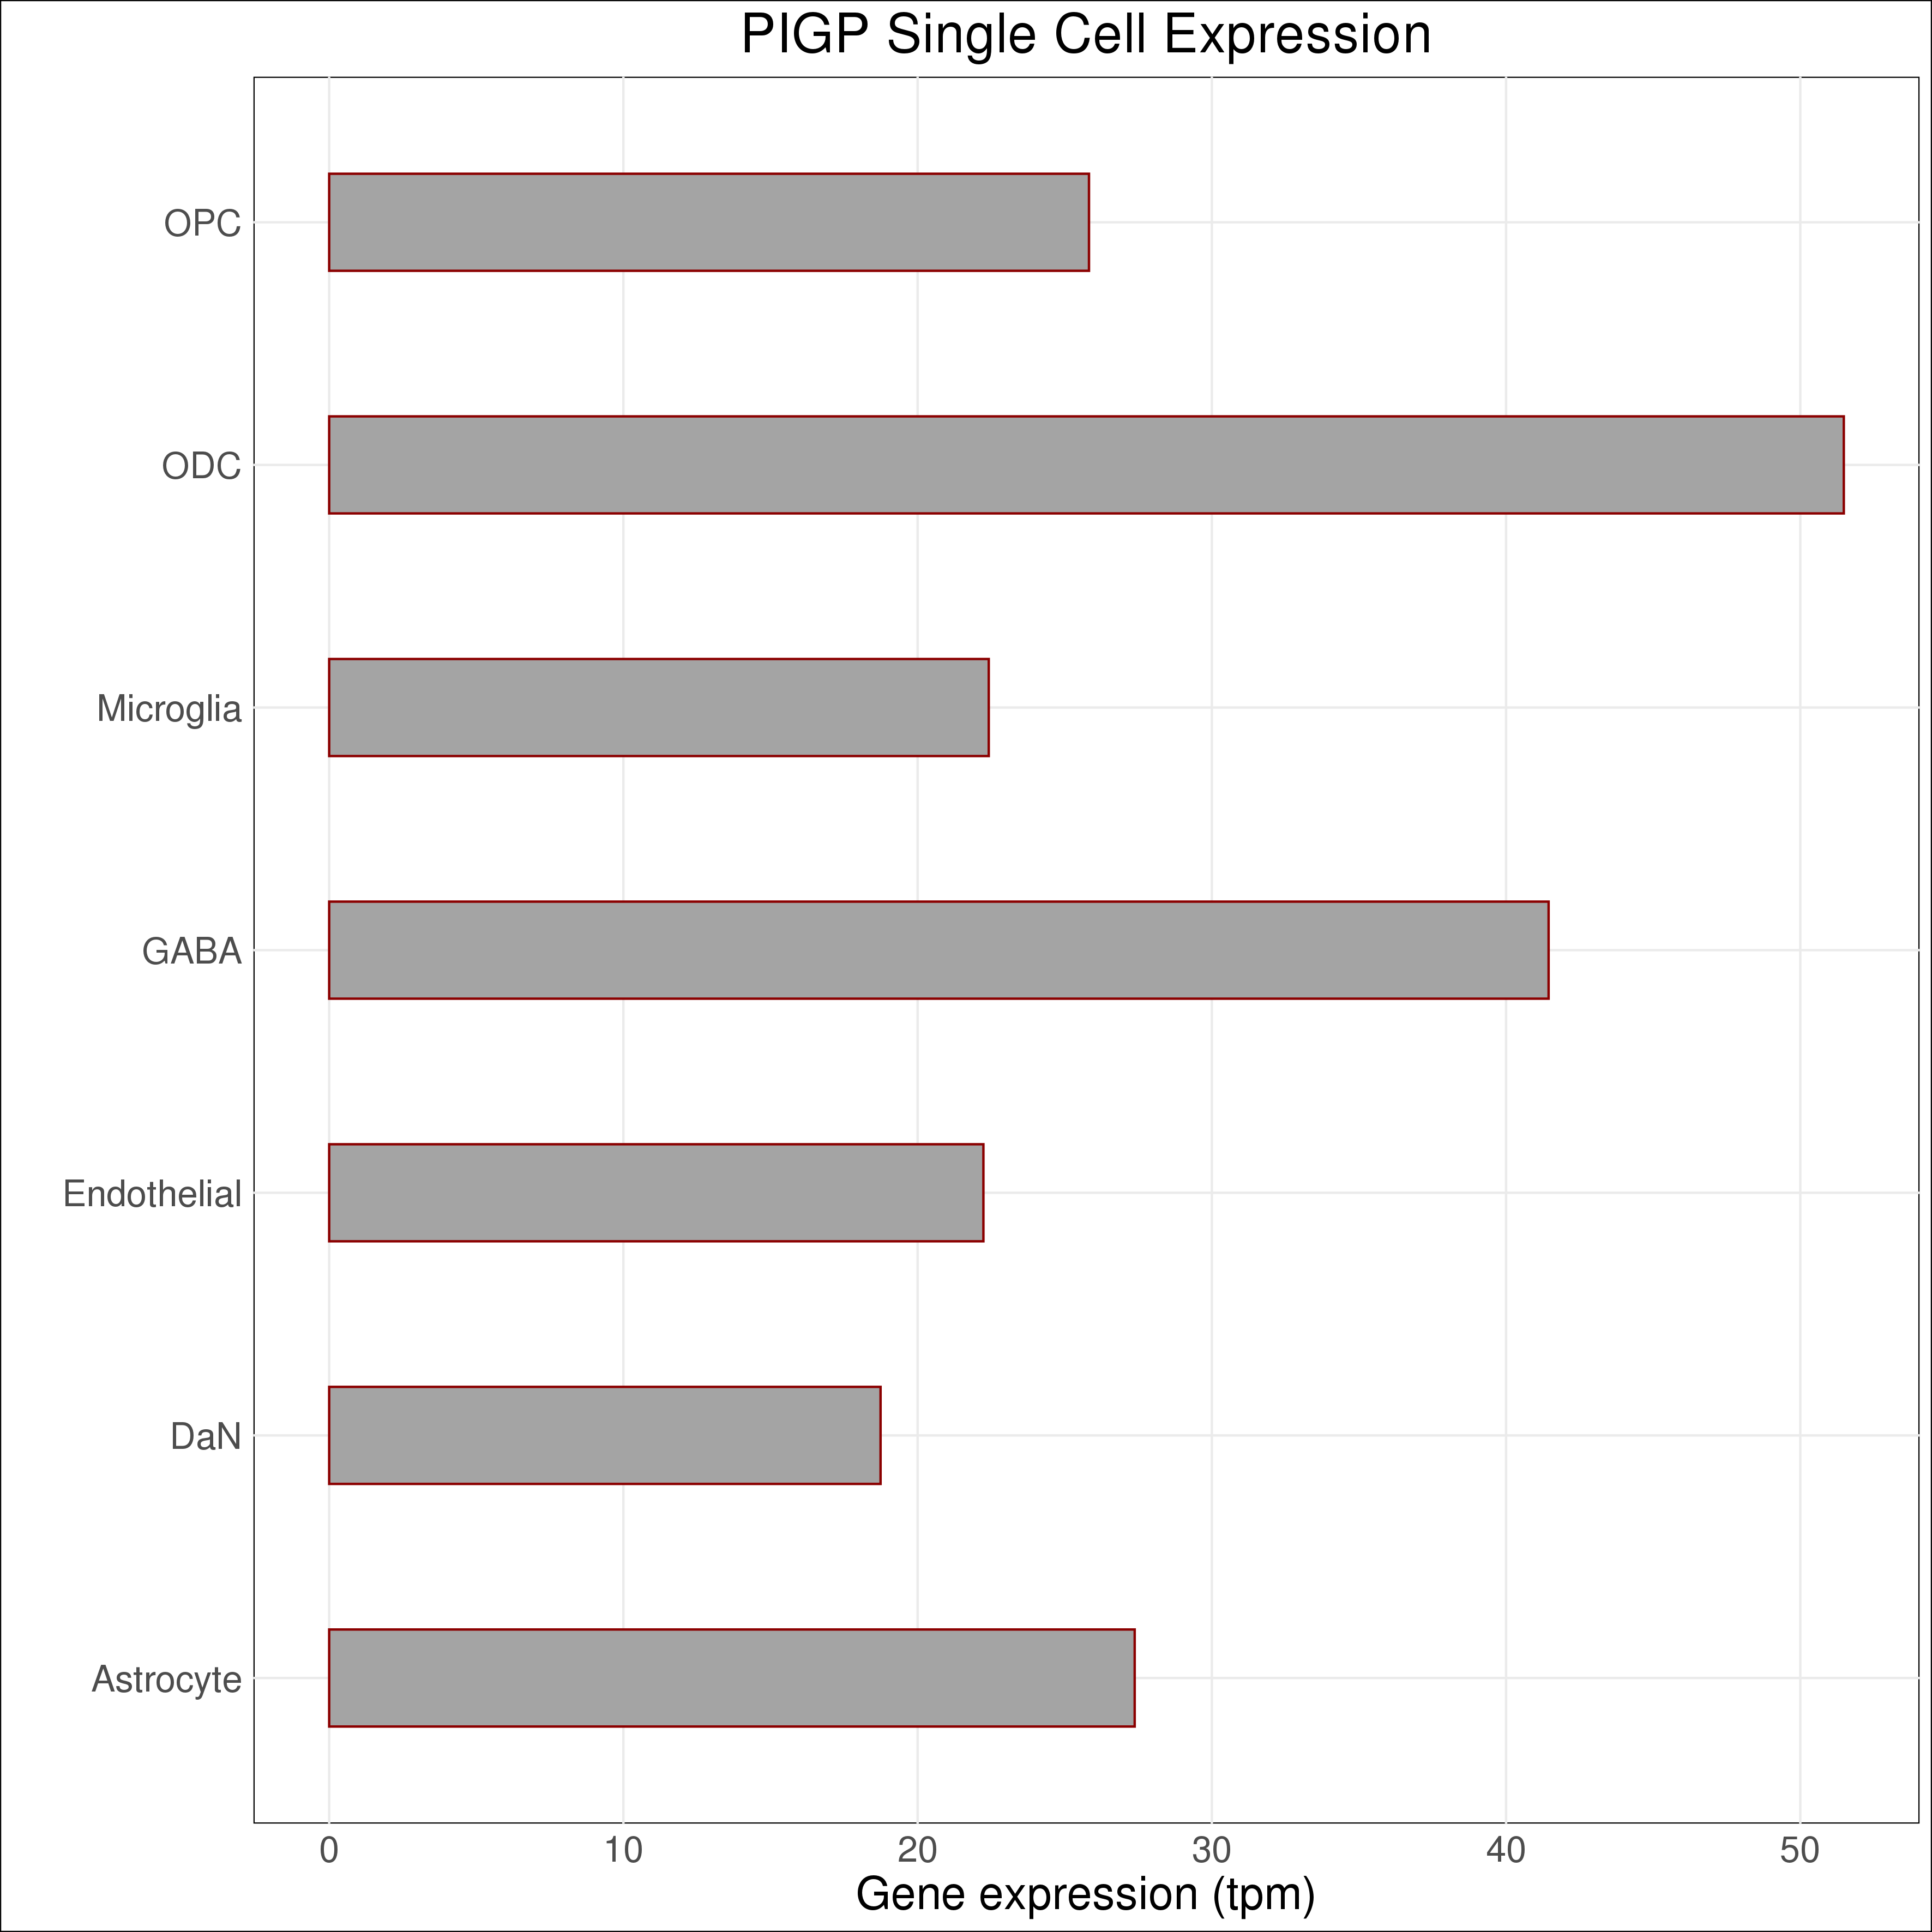 PIGP Single Cell Expression
OPC
ODC
Microglia
GABA
Endothelial
DaN
Astrocyte
0 10 20 30 40 50
Gene expression (tpm)